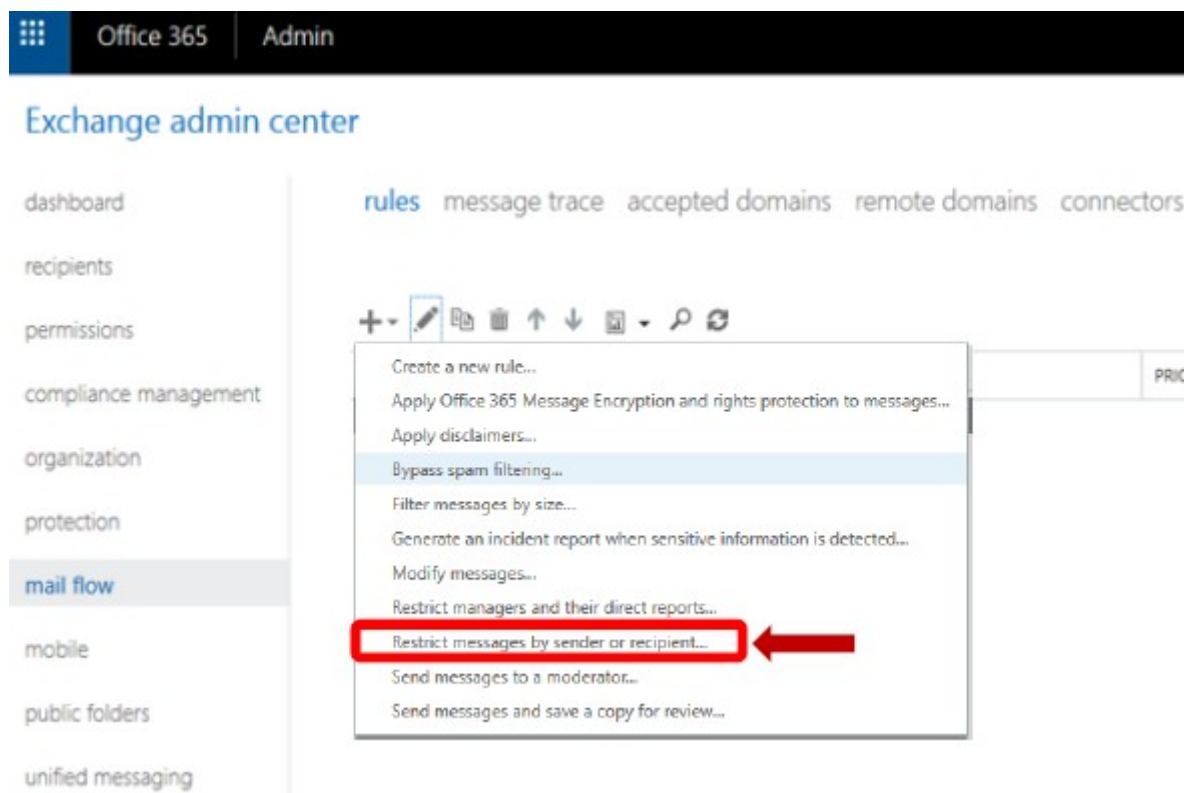 Office 365 Admin
Exchange admin center
dashboard
recipients
permissions
compliance management
organization
protection
mail flow
mobile
public folders
unified messaging
rules message trace accepted domains remote domains connectors
PRIO
Create a new rule...
Apply Office 365 Message Encryption and rights protection to messages...
Apply disclaimers...
Bypass spam filtering...
Filter messages by size...
Generate an incident report when sensitive information is detected...
Modify messages...
Restrict managers and their direct reports...
Restrict messages by sender or recipient...
Send messages to a moderator...
Send messages and save a copy for review...